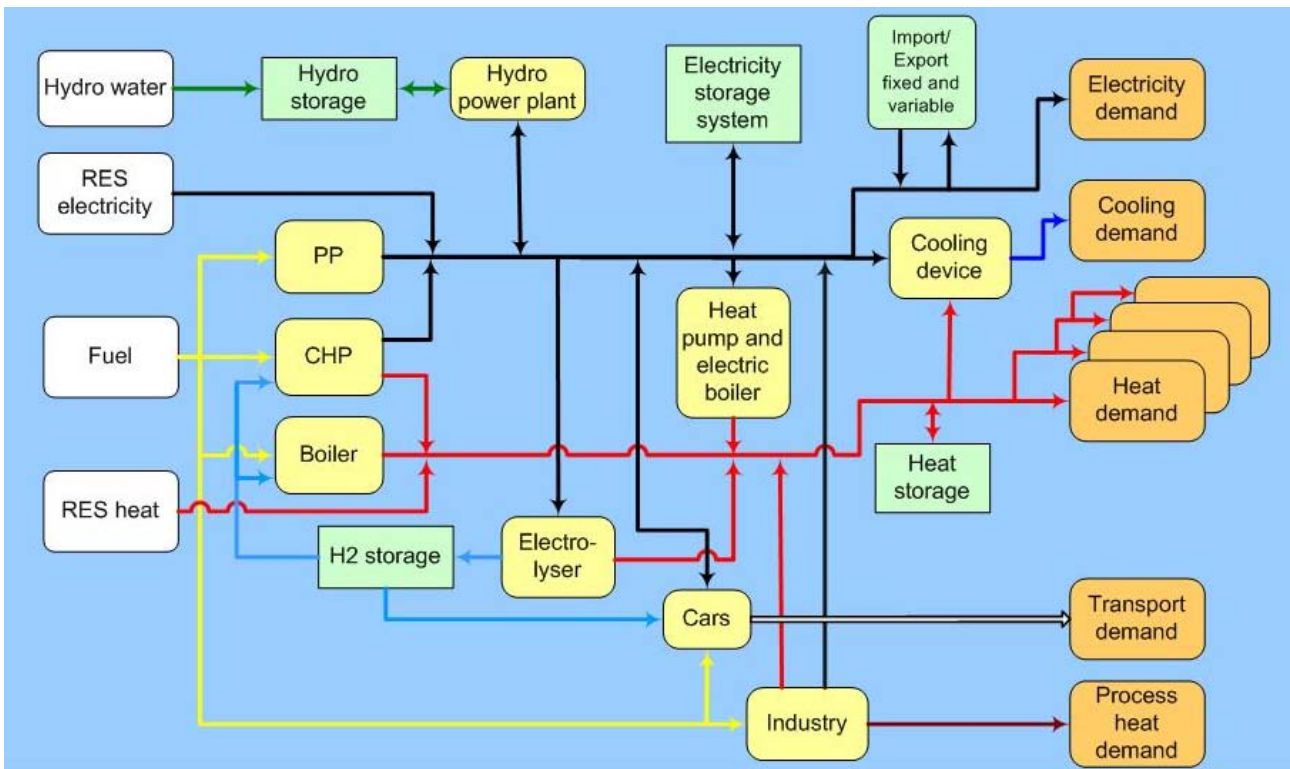 Hydro water
Hydro
storage
Hydro
power plant
Electricity
storage
system
Import/
Export
fixed and
variable
Electricity
demand
RES
electricity
Cooling
demand
PP
Cooling
device
Fuel
CHP
Heat
pump and
electric
boiler
Heat
demand
Boiler
Heat
storage
RES heat
H2 storage
Electro-
lyser
Cars
Transport
demand
Industry
Process
heat
demand